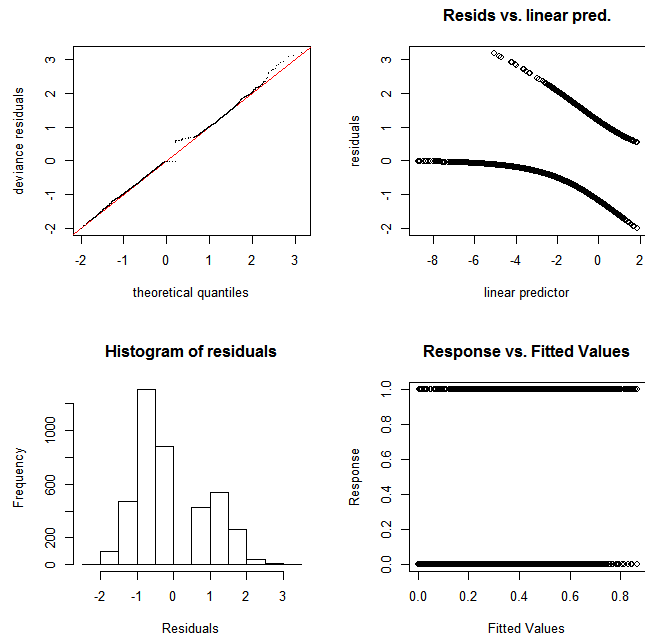 deviance residuals
3
2
1
0
-1
-2
-2 -1 0 1 2 3
theoretical quantiles
Resids vs. linear pred.
residuals
3
2
1
0
-1
-2
-8 -6 -4 -2 0 2
linear predictor
Histogram of residuals
Frequency
1000
600
200
0
-2 -1 0 1 2 3
Residuals
Response vs. Fitted Values
Response
1.0
0.8
0.6
0.4
0.2
0.0
0.0 0.2 0.4 0.6 0.8
Fitted Values